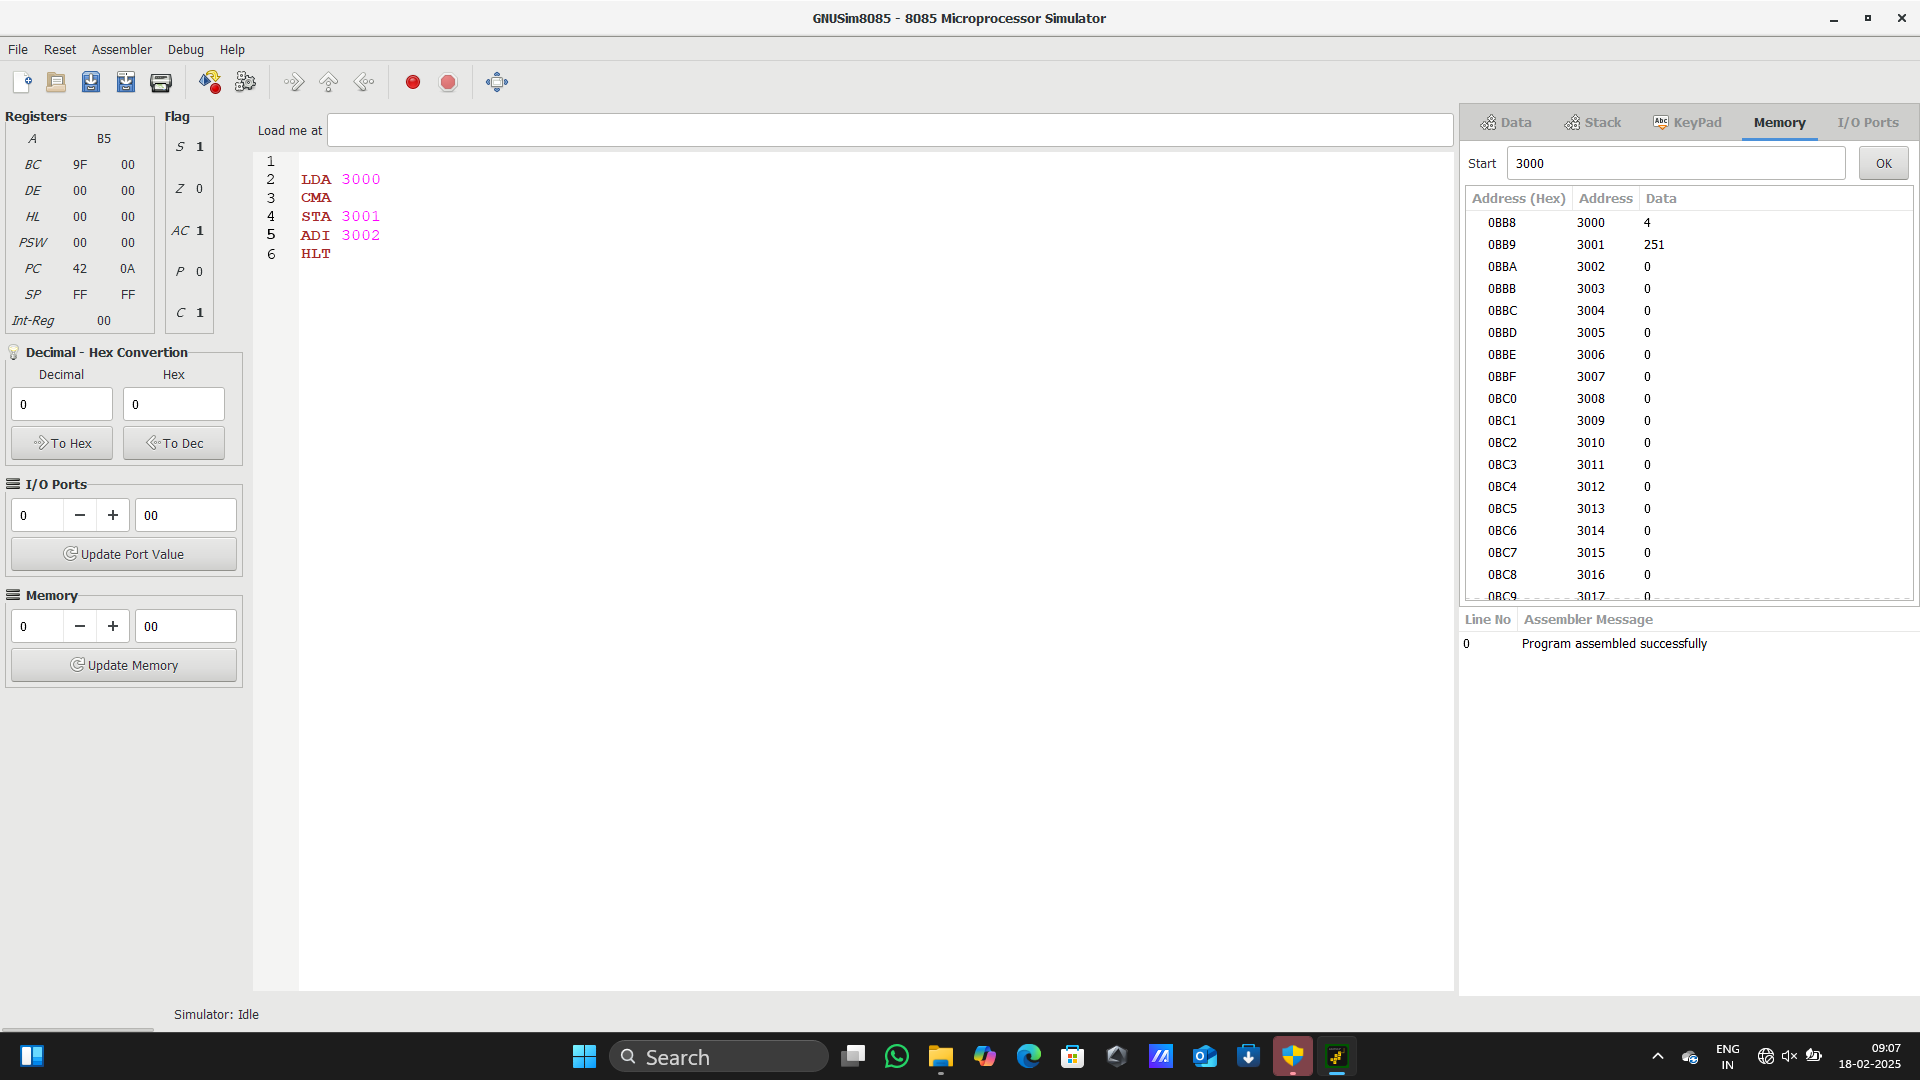 GNUSim8085 - 8085 Microprocessor Simulator
File Reset Assembler Debug Help
Registers
A B5
BC 9F 00
DE 00 00
HL 00 00
PSW 00 00
PC 42 0A
SP FF FF
Int-Reg 00
Flag
S 1
Z 0
AC 1
P 0
C 1
Decimal - Hex Convertion
Decimal Hex
0 0
To Hex To Dec
I/O Ports
0 − + 00
Update Port Value
Memory
0 − + 00
Update Memory
Load me at
1
2 LDA 3000
3 CMA
4 STA 3001
5 ADI 3002
6 HLT
Data Stack Abc KeyPad Memory I/O Ports
Start 3000 OK
Address (Hex) Address Data
0BB8 3000 4
0BB9 3001 251
0BBA 3002 0
0BBB 3003 0
0BBC 3004 0
0BBD 3005 0
0BBE 3006 0
0BBF 3007 0
0BC0 3008 0
0BC1 3009 0
0BC2 3010 0
0BC3 3011 0
0BC4 3012 0
0BC5 3013 0
0BC6 3014 0
0BC7 3015 0
0BC8 3016 0
0BC9 3017 0
Line No Assembler Message
0 Program assembled successfully
Simulator: Idle
Search
ENG
IN
09:07
18-02-2025